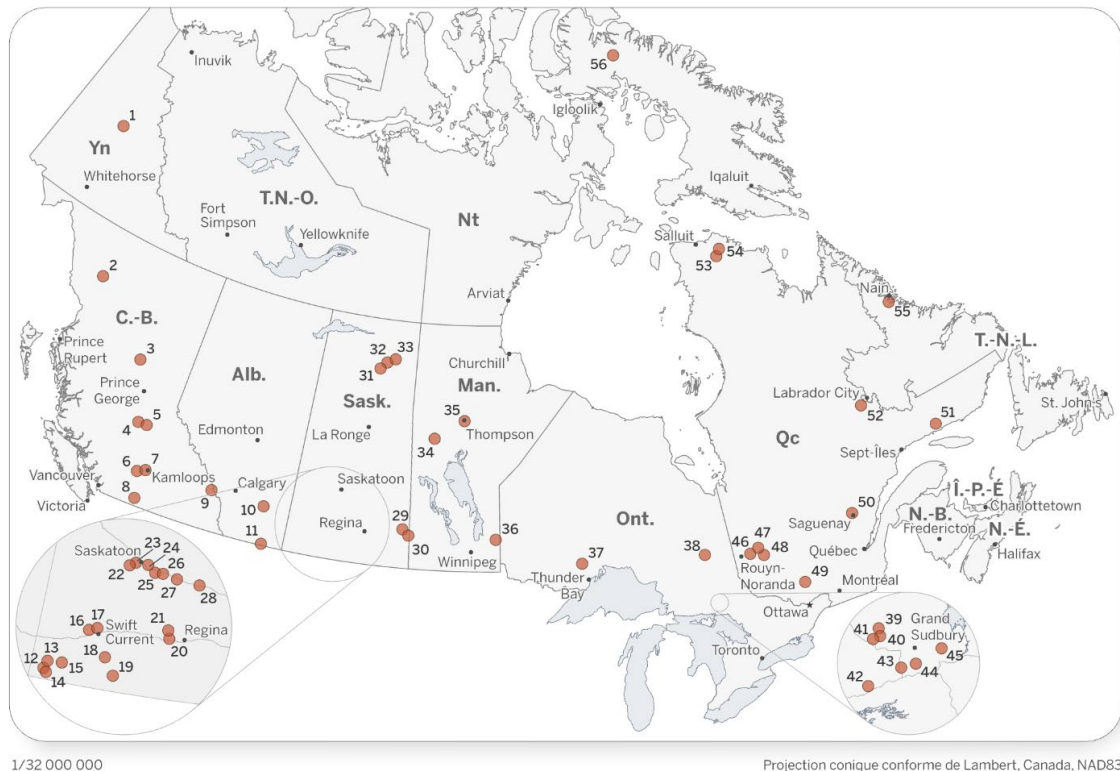 56
Inuvik
Igloolik
1
Yn
Whitehorse
Iqaluit
T.N.-O.
Fort
Simpson
Nt
Yellowknife
Salluit
54
53
2
Arviat
Nain
55
C.-B.
T.-N.-L.
Prince
Rupert
3
32
33
31
Churchill
Alb.
Man.
Prince
George
Sask.
35
Labrador City
52
51
St. John's
4
5
Edmonton
La Ronge
34
Thompson
Qc
Sept-Îles
6
7
Kamloops
Vancouver
Victoria
8
9
Calgary
Saskatoon
10
Î.-P.-É
Charlottetown
50
Saguenay
N.-B.
Fredericton
N.-É.
Halifax
Regina
29
30
11
36
Winnipeg
Ont.
37
38
47
46
48
Rouyn-
Noranda
Québec
Thunder
Bay
49
Montréal
Ottawa
Toronto
23
24
Saskatoon
26
22
25
27
28
16
17
21
Swift
Current
Regina
20
13
18
12
15
19
14
39
Grand
Sudbury
41
40
45
43
44
42
1/32 000 000
Projection conique conforme de Lambert, Canada, NAD83